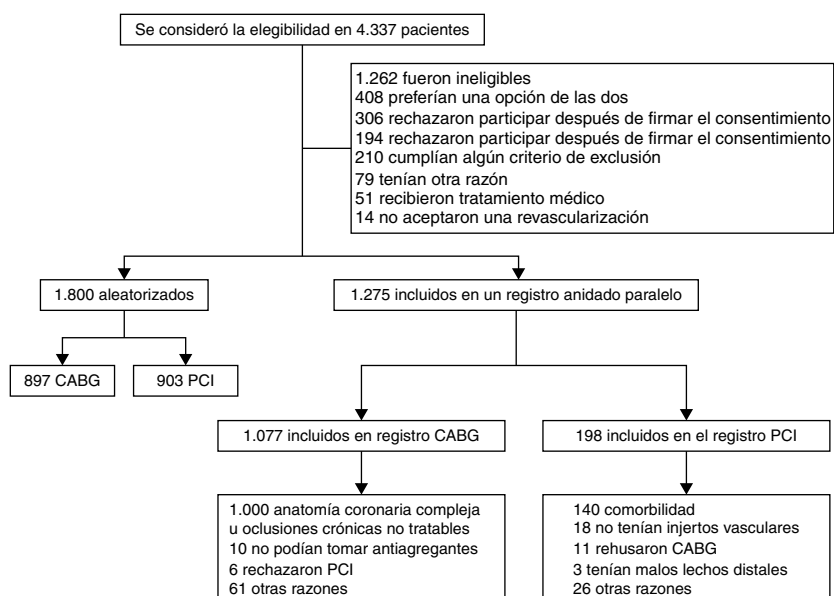 Se consideró la elegibilidad en 4.337 pacientes
1.262 fueron ineligibles
408 preferían una opción de las dos
306 rechazaron participar después de firmar el consentimiento
194 rechazaron participar después de firmar el consentimiento
210 cumplían algún criterio de exclusión
79 tenían otra razón
51 recibieron tratamiento médico
14 no aceptaron una revascularización
1.800 aleatorizados
1.275 incluidos en un registro anidado paralelo
897 CABG
903 PCI
1.077 incluidos en registro CABG
198 incluidos en el registro PCI
1.000 anatomía coronaria compleja
u oclusiones crónicas no tratables
10 no podían tomar antiagregantes
6 rechazaron PCI
61 otras razones
140 comorbilidad
18 no tenían injertos vasculares
11 rehusaron CABG
3 tenían malos lechos distales
26 otras razones